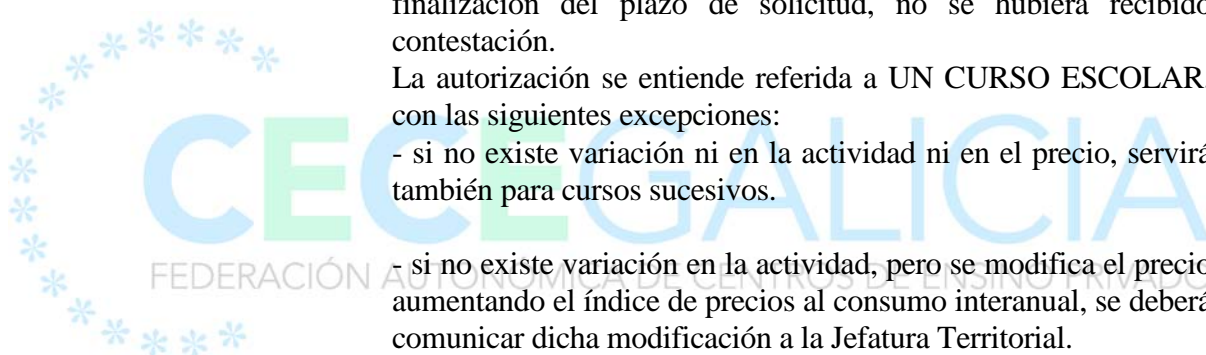 finalización del plazo de solicitud, no se hubiera recibido
contestación.
La autorización se entiende referida a UN CURSO ESCOLAR,
con las siguientes excepciones:
- si no existe variación ni en la actividad ni en el precio, servirá
también para cursos sucesivos.
CECEGALICIA
- si no existe variación en la actividad, pero se modifica el precio
FEDERACIÓN AUTONÓMICA DE CENTROS DE ENSINO PRIVADO
aumentando el índice de precios al consumo interanual, se deberá
comunicar dicha modificación a la Jefatura Territorial.